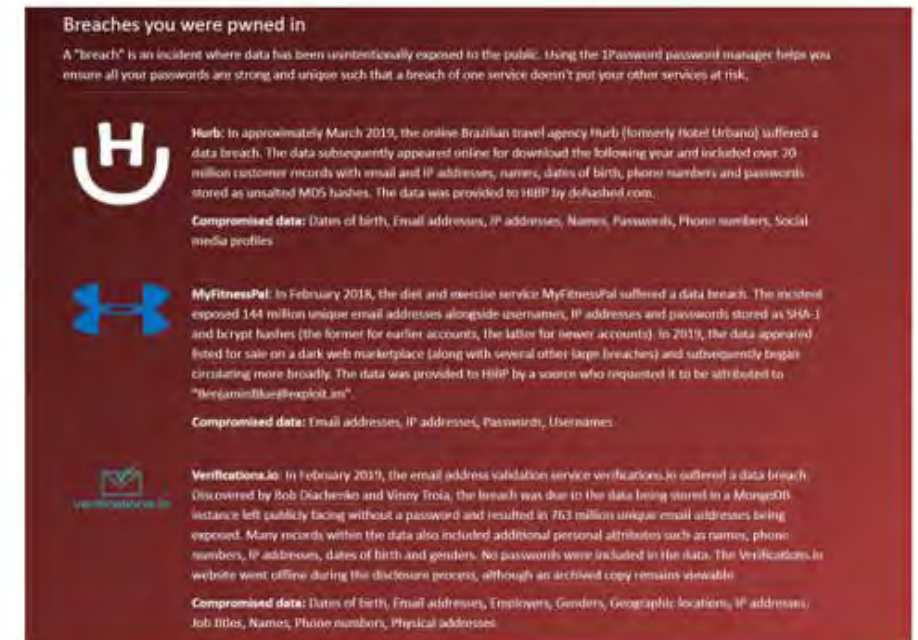 Breaches you were pwned in
A "breach" is an incident where data has been unintentionally exposed to the public. Using the 1Password password manager helps you
ensure all your passwords are strong and unique such that a breach of one service doesn't put your other services at risk.
H
Hurb: In approximately March 2019, the online Brazilian travel agency Hurb (formerly Hotel Urbano) suffered a
data breach. The data subsequently appeared online for download the following year and included over 20
million customer records with email and IP addresses, names, dates of birth, phone numbers and passwords
stored as unsalted MD5 hashes. The data was provided to HIBP by dehashed.com.
Compromised data: Dates of birth, Email addresses, IP addresses, Names, Passwords, Phone numbers, Social
media profiles
MyFitnessPal: In February 2018, the diet and exercise service MyFitnessPal suffered a data breach. The incident
exposed 144 million unique email addresses alongside usernames, IP addresses and passwords stored as SHA-1
and bcrypt hashes (the former for earlier accounts, the latter for newer accounts). In 2019, the data appeared
listed for sale on a dark web marketplace (along with several other large breaches) and subsequently began
circulating more broadly. The data was provided to HIBP by a source who requested it to be attributed to
"BenjaminBlue@exploit.im".
Compromised data: Email addresses, IP addresses, Passwords, Usernames
verifications.io
Verifications.io: In February 2019, the email address validation service verifications.io suffered a data breach.
Discovered by Bob Diachenko and Vinny Troia, the breach was due to the data being stored in a MongoDB
instance left publicly facing without a password and resulted in 763 million unique email addresses being
exposed. Many records within the data also included additional personal attributes such as names, phone
numbers, IP addresses, dates of birth and genders. No passwords were included in the data. The Verifications.io
website went offline during the disclosure process, although an archived copy remains viewable.
Compromised data: Dates of birth, Email addresses, Employers, Genders, Geographic locations, IP addresses,
Job titles, Names, Phone numbers, Physical addresses